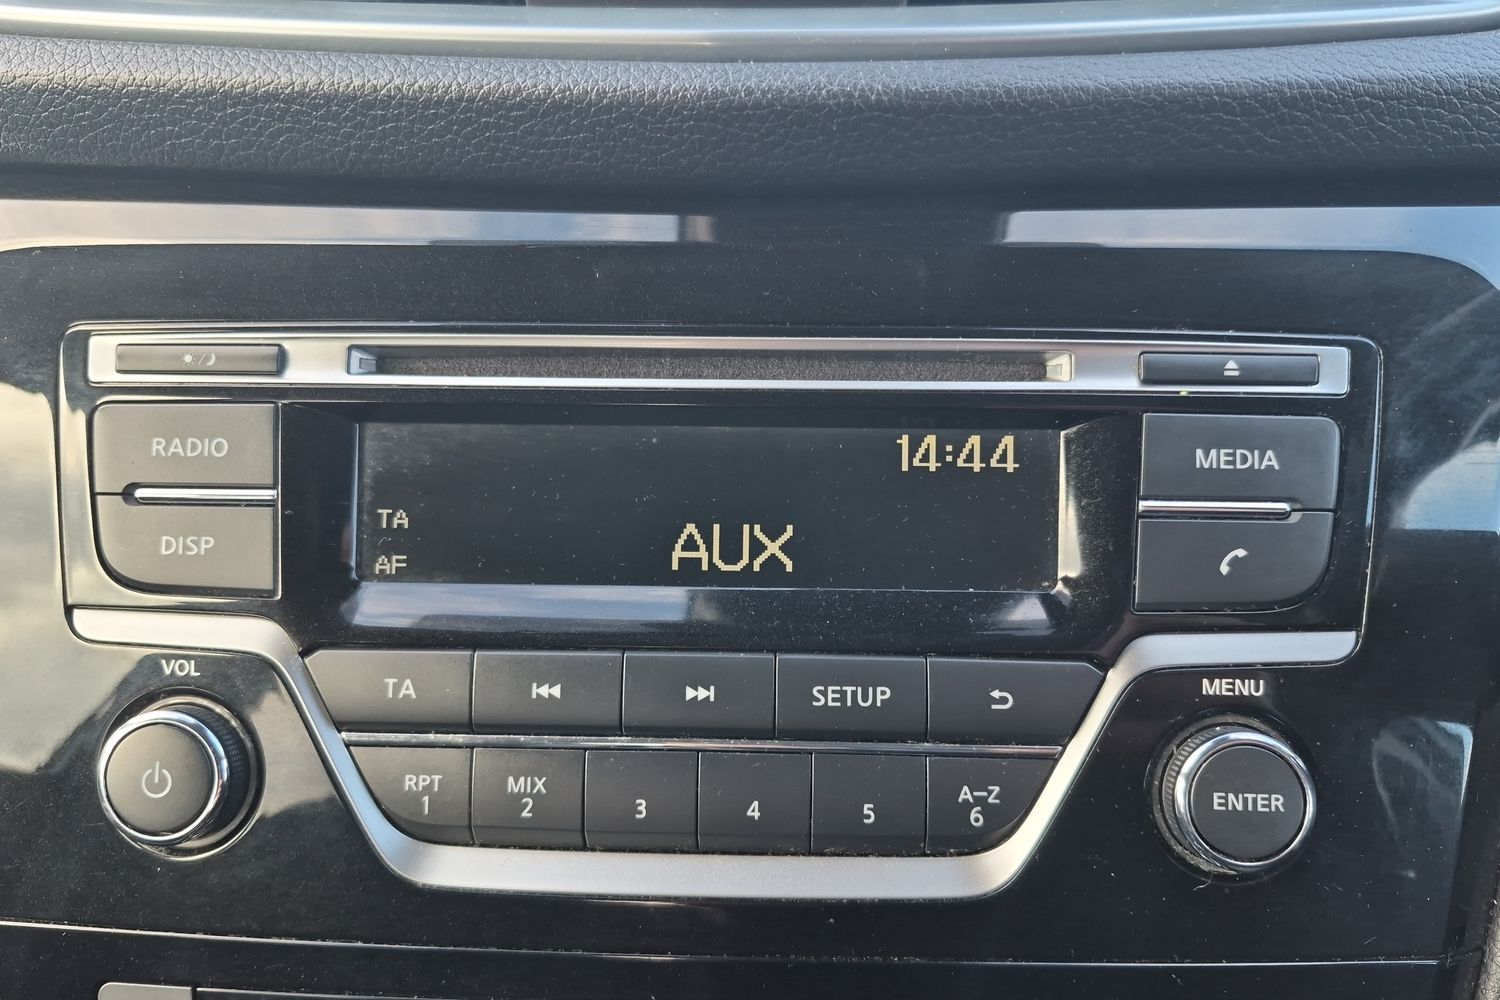 RADIO
DISP
14:44
TA
AF
AUX
MEDIA
VOL
TA
SETUP
MENU
RPT
1
MIX
2
3
4
5
A-Z
6
ENTER